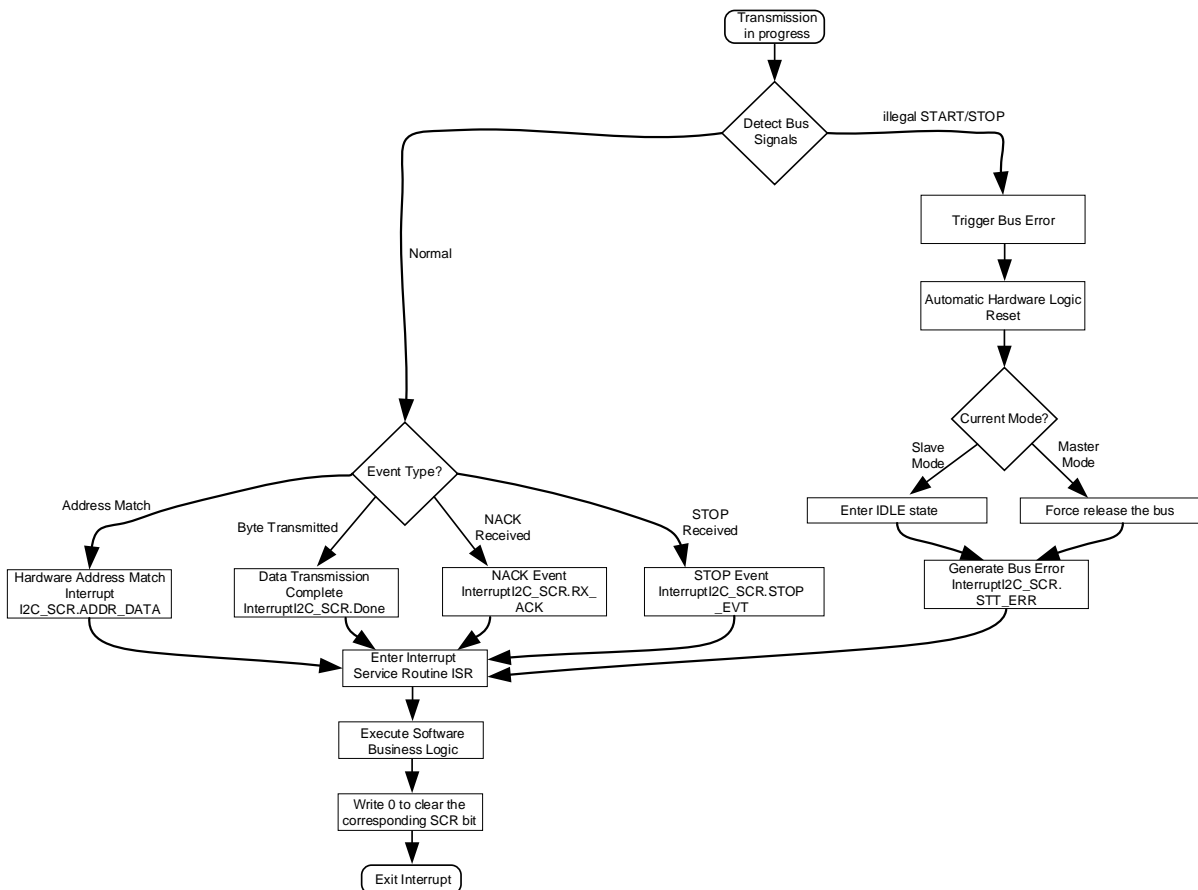 Transmission
in progress
Detect Bus
Signals
illegal START/STOP
Normal
Trigger Bus Error
Automatic Hardware Logic
Reset
Current Mode?
Slave
Mode
Master
Mode
Enter IDLE state
Force release the bus
Generate Bus Error
InterruptI2C_SCR.
STT_ERR
Event Type?
Address Match
Byte Transmitted
NACK
Received
STOP
Received
Hardware Address Match
Interrupt
I2C_SCR.ADDR_DATA
Data Transmission
Complete
InterruptI2C_SCR.Done
NACK Event
InterruptI2C_SCR.RX_
ACK
STOP Event
InterruptI2C_SCR.STOP
_EVT
Enter Interrupt
Service Routine ISR
Execute Software
Business Logic
Write 0 to clear the
corresponding SCR bit
Exit Interrupt